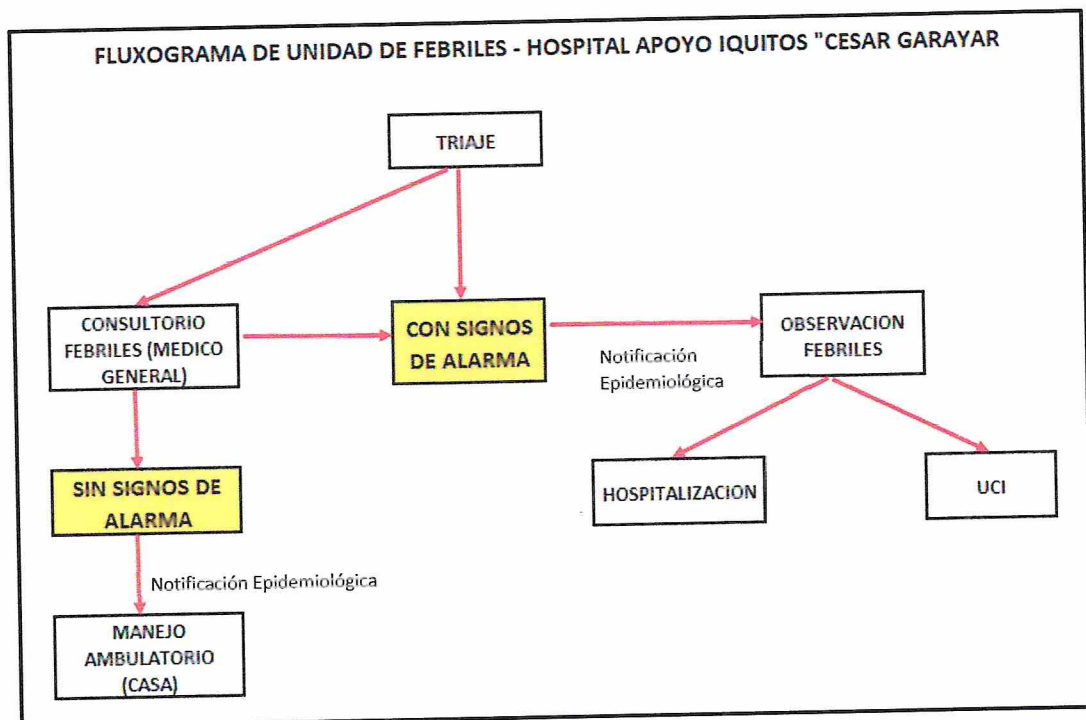 FLUXOGRAMA DE UNIDAD DE FEBRILES - HOSPITAL APOYO IQUITOS "CESAR GARAYAR
TRIAJE
CONSULTORIO
FEBRILES (MEDICO
GENERAL)
CON SIGNOS
DE ALARMA
Notificación
Epidemiológica
OBSERVACION
FEBRILES
SIN SIGNOS DE
ALARMA
HOSPITALIZACION
UCI
Notificación Epidemiológica
MANEJO
AMBULATORIO
(CASA)